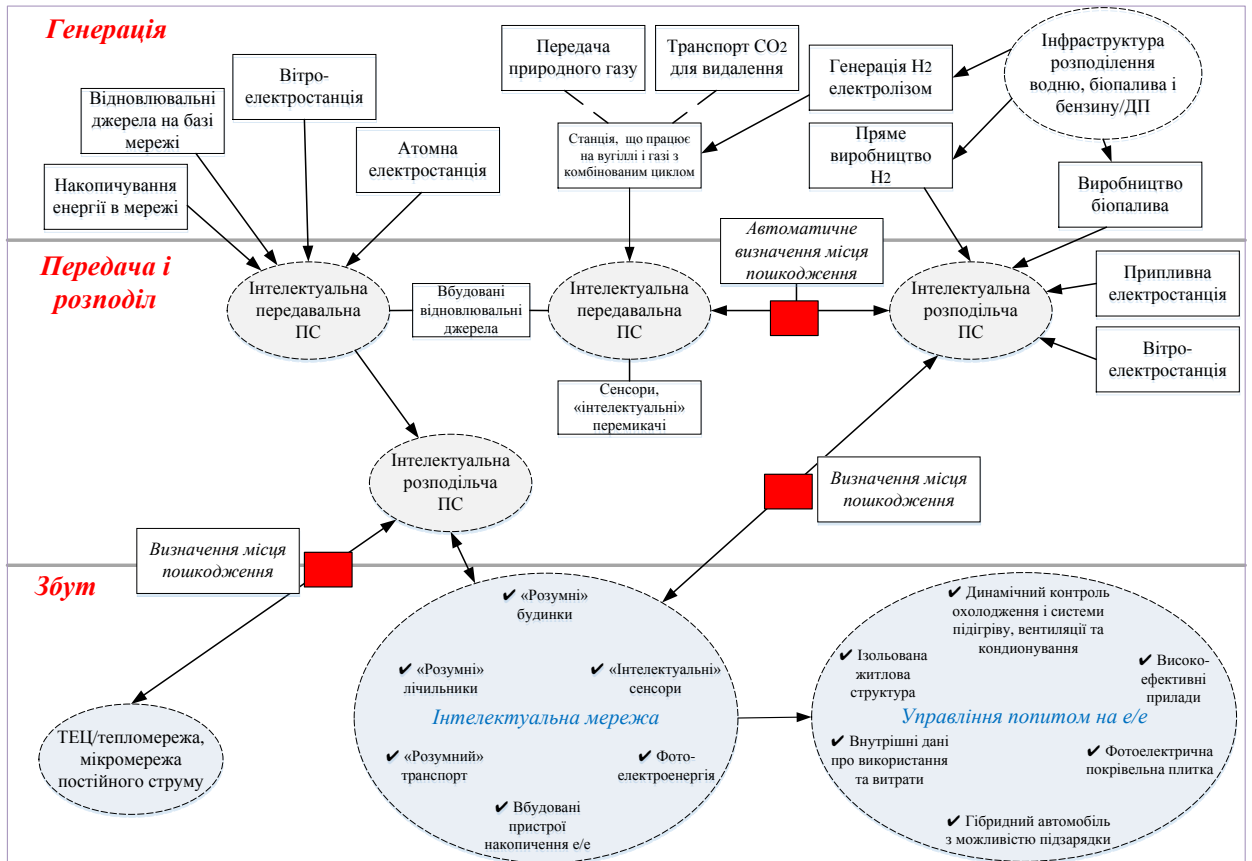 Генерація
Вітро-
електростанція
Відновлювальні
джерела на базі
мережі
Накопичування
енергії в мережі
Атомна
електростанція
Передача
природного газу
Транспорт CO2
для видалення
Станція, що працює
на вугіллі і газі з
комбінованим циклом
Генерація H2
електролізом
Пряме
виробництво
H2
Інфраструктура
розподілення
водню, біопалива і
бензину/ДП
Виробництво
біопалива
Передача і
розподіл
Інтелектуальна
передавальна
ПС
Вбудовані
відновлювальні
джерела
Інтелектуальна
передавальна
ПС
Автоматичне
визначення місця
пошкодження
Інтелектуальна
розподільча
ПС
Припливна
електростанція
Вітро-
електростанція
Сенсори,
«інтелектуальні»
перемикачі
Інтелектуальна
розподільча
ПС
Визначення місця
пошкодження
Визначення місця
пошкодження
Збут
ТЕЦ/тепломережа,
мікромережа
постійного струму
✔ «Розумні»
будинки
✔ «Розумні»
лічильники
✔ «Інтелектуальні»
сенсори
Інтелектуальна мережа
✔ «Розумний»
транспорт
✔ Фото-
електроенергія
✔ Вбудовані
пристрої
накопичення е/е
✔ Динамічний контроль
охолодження і системи
підігріву, вентиляції та
кондионування
✔ Ізольована
житлова
структура
✔ Високо-
ефективні
прилади
Управління попитом на е/е
✔ Внутрішні дані
про використання
та витрати
✔ Фотоелектрична
покрівельна плитка
✔ Гібридний автомобіль
з можливістю підзарядки